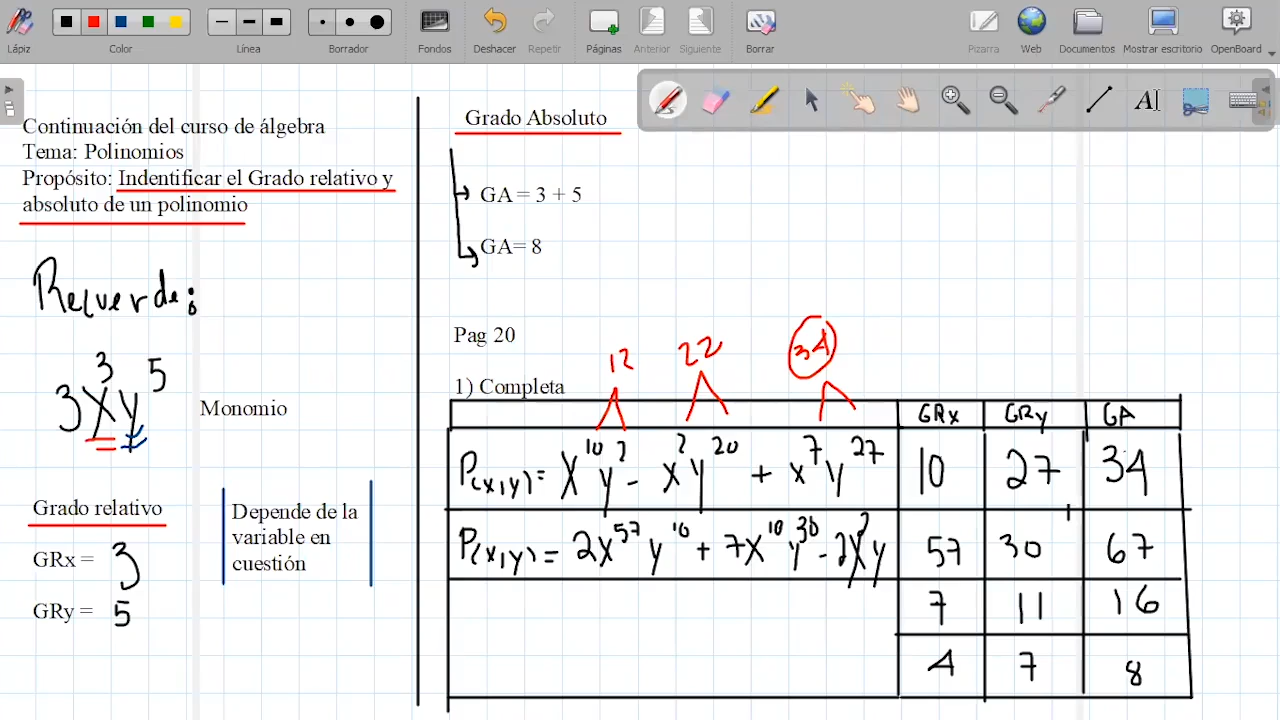 Lápiz
Color
Línea
Borrador
Fondos
Deshacer
Repetir
Páginas
Anterior
Siguiente
Borrar
Pizarra
Web
Documentos
Mostrar escritorio
OpenBoard
Continuación del curso de álgebra
Tema: Polinomios
Propósito: Indentificar el Grado relativo y
absoluto de un polinomio
Recuerde:
3x³y⁵
Monomio
Grado relativo
GRx = 3
GRy = 5
Depende de la
variable en
cuestión
Grado Absoluto
GA = 3 + 5
GA= 8
Pag 20
1) Completa
12 22 34
GRx GRy GA
P(x,y)= x¹⁰y² - x²y²⁰ + x⁷y²⁷ 10 27 34
P(x,y)= 2x⁵⁷y¹⁰ + 7x¹⁰y³⁰ - 2x²y 57 30 67
7 11 16
4 7 8